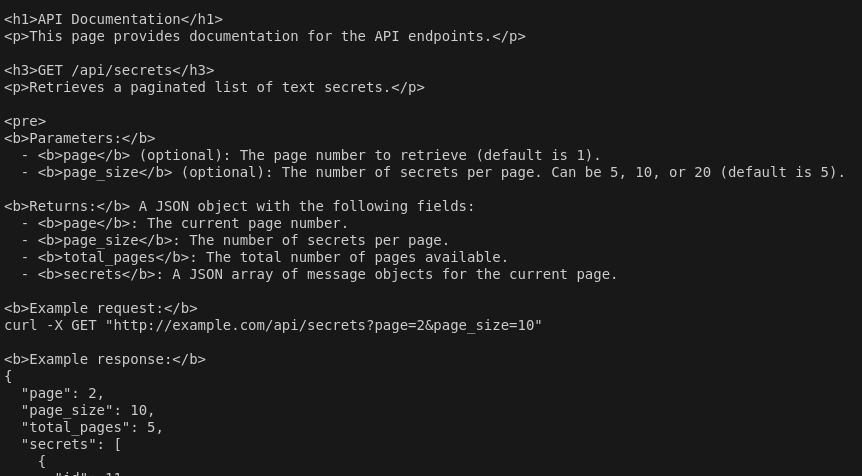 <h1>API Documentation</h1>
<p>This page provides documentation for the API endpoints.</p>
<h3>GET /api/secrets</h3>
<p>Retrieves a paginated list of text secrets.</p>
<pre>
<b>Parameters:</b>
- <b>page</b> (optional): The page number to retrieve (default is 1).
- <b>page_size</b> (optional): The number of secrets per page. Can be 5, 10, or 20 (default is 5).
<b>Returns:</b> A JSON object with the following fields:
- <b>page</b>: The current page number.
- <b>page_size</b>: The number of secrets per page.
- <b>total_pages</b>: The total number of pages available.
- <b>secrets</b>: A JSON array of message objects for the current page.
<b>Example request:</b>
curl -X GET "http://example.com/api/secrets?page=2&page_size=10"
<b>Example response:</b>
{
"page": 2,
"page_size": 10,
"total_pages": 5,
"secrets": [
{
"id": 11